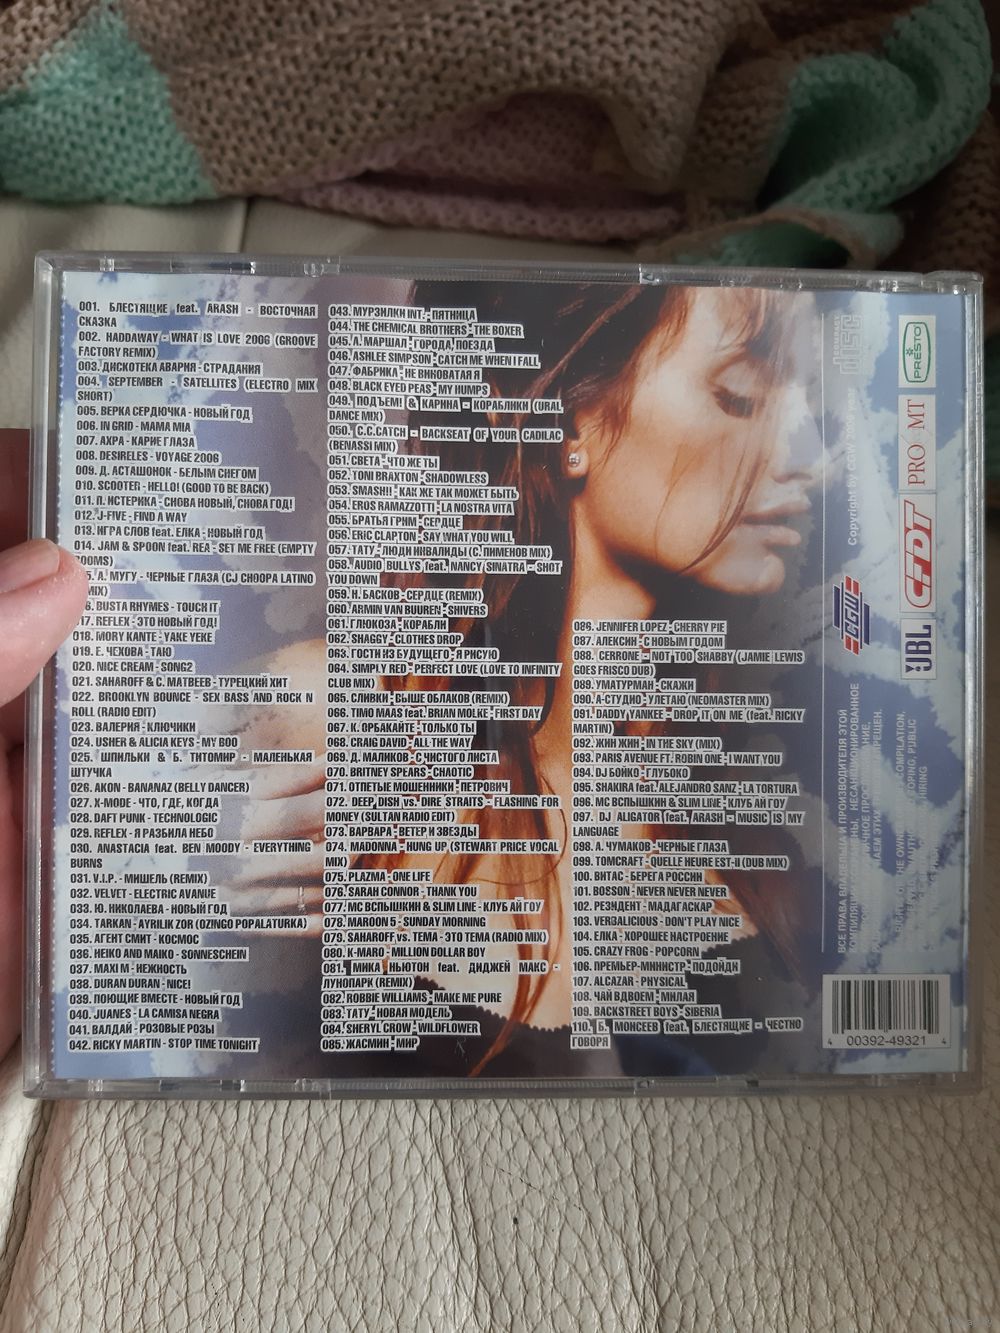 001. БЛЕСТЯЩИЕ feat. ARASH - ВОСТОЧНАЯ
СКАЗКА
002. HADDAWAY - WHAT IS LOVE 2006 (GROOVE
FACTORY REMIX)
003. ДИСКОТЕКА АВАРИЯ - СТРАДАНИЯ
004. SEPTEMBER - SATELLITES (ELECTRO MIX
SHORT)
005. ВЕРКА СЕРДЮЧКА - НОВЫЙ ГОД
006. IN GRID - MAMA MIA
007. АХРА - КАРИЕ ГЛАЗА
008. DESIRELES - VOYAGE 2006
009. Д. АСТАШОНОК - БЕЛЫМ СНЕГОМ
010. SCOOTER - HELLO! (GOOD TO BE BACK)
011. П. ИСТЕРИКА - СНОВА НОВЫЙ, СНОВА ГОД!
012. J-FIVE - FIND A WAY
013. ИГРА СЛОВ feat. ЕЛКА - НОВЫЙ ГОД
014. JAM & SPOON feat. REA - SET ME FREE (EMPTY
OOMS)
5. А. МУГУ - ЧЕРНЫЕ ГЛАЗА (CJ CHOOPA LATINO
MIX)
6. BUSTA RHYMES - TOUCH IT
17. REFLEX - ЭТО НОВЫЙ ГОД!
018. MORY KANTE - YAKE YEKE
019. Е. ЧЕХОВА - ТАЮ
020. NICE CREAM - SONG2
021. SAHAROFF & С. МАТВЕЕВ - ТУРЕЦКИЙ ХИТ
022. BROOKLYN BOUNCE - SEX BASS AND ROCK N
ROLL (RADIO EDIT)
023. ВАЛЕРИЯ - КЛЮЧИКИ
024. USHER & ALICIA KEYS - MY BOO
025. ШПИЛЬКИ & Б. ТИТОМИР - МАЛЕНЬКАЯ
ШТУЧКА
026. AKON - BANANAZ (BELLY DANCER)
027. X-MODE - ЧТО, ГДЕ, КОГДА
028. DAFT PUNK - TECHNOLOGIC
029. REFLEX - Я РАЗБИЛА НЕБО
030. ANASTACIA feat. BEN MOODY - EVERYTHING
BURNS
031. V.I.P. - МИШЕЛЬ (REMIX)
032. VELVET - ELECTRIC AVANUE
033. Ю. НИКОЛАЕВА - НОВЫЙ ГОД
034. TARKAN - AYRILIK ZOR (OZINGO POPALATURKA)
035. АГЕНТ СМИТ - КОСМОС
036. HEIKO AND MAIKO - SONNESCHEIN
037. MAXI M - НЕЖНОСТЬ
038. DURAN DURAN - NICE!
039. ПОЮЩИЕ ВМЕСТЕ - НОВЫЙ ГОД
040. JUANES - LA CAMISA NEGRA
041. ВАЛДАЙ - РОЗОВЫЕ РОЗЫ
042. RICKY MARTIN - STOP TIME TONIGHT
043. МУРЗИЛКИ INT. - ПЯТНИЦА
044. THE CHEMICAL BROTHERS - THE BOXER
045. А. МАРШАЛ - ГОРОДА, ПОЕЗДА
046. ASHLEE SIMPSON - CATCH ME WHEN I FALL
047. ФАБРИКА - НЕ ВИНОВАТАЯ Я
048. BLACK EYED PEAS - MY HUMPS
049. ПОДЪЕМ! & КАРИНА - КОРАБЛИКИ (URAL
DANCE MIX)
050. C.C.CATCH - BACKSEAT OF YOUR CADILAC
(BENASSI MIX)
051. СВЕТА - ЧТО ЖЕ ТЫ
052. TONI BRAXTON - SHADOWLESS
053. SMASH!! - КАК ЖЕ ТАК МОЖЕТ БЫТЬ
054. EROS RAMAZZOTTI - LA NOSTRA VITA
055. БРАТЬЯ ГРИМ - СЕРДЦЕ
056. ERIC CLAPTON - SAY WHAT YOU WILL
057. ТАТУ - ЛЮДИ ИНВАЛИДЫ (С. ПИМЕНОВ MIX)
058. AUDIO BULLYS feat. NANCY SINATRA - SHOT
YOU DOWN
059. Н. БАСКОВ - СЕРДЦЕ (REMIX)
060. ARMIN VAN BUUREN - SHIVERS
061. ГЛЮКОЗА - КОРАБЛИ
062. SHAGGY - CLOTHES DROP
063. ГОСТИ ИЗ БУДУЩЕГО - Я РИСУЮ
064. SIMPLY RED - PERFECT LOVE (LOVE TO INFINITY
CLUB MIX)
065. СЛИВКИ - ВЫШЕ ОБЛАКОВ (REMIX)
066. TIMO MAAS feat. BRIAN MOLKE - FIRST DAY
067. К. ОРБАКАЙТЕ - ТОЛЬКО ТЫ
068. CRAIG DAVID - ALL THE WAY
069. Д. МАЛИКОВ - С ЧИСТОГО ЛИСТА
070. BRITNEY SPEARS - CHAOTIC
071. ОТПЕТЫЕ МОШЕННИКИ - ПЕТРОВИЧ
072. DEEP DISH vs. DIRE STRAITS - FLASHING FOR
MONEY (SULTAN RADIO EDIT)
073. ВАРВАРА - ВЕТЕР И ЗВЕЗДЫ
074. MADONNA - HUNG UP (STEWART PRICE VOCAL
MIX)
075. PLAZMA - ONE LIFE
076. SARAH CONNOR - THANK YOU
077. MC ВСПЫШКИН & SLIM LINE - КЛУБ АЙ ГОУ
078. MAROON 5 - SUNDAY MORNING
079. SAHAROFF vs. ТЕМА - ЭТО ТЕМА (RADIO MIX)
080. K-MARO - MILLION DOLLAR BOY
081. МИКА НЬЮТОН feat. ДИДЖЕЙ МАКС -
ЛУНОПАРК (REMIX)
082. ROBBIE WILLIAMS - MAKE ME PURE
083. ТАТУ - НОВАЯ МОДЕЛЬ
084. SHERYL CROW - WILDFLOWER
085. ЖАСМИН - МИР
086. JENNIFER LOPEZ - CHERRY PIE
087. АЛЕКСИН - С НОВЫМ ГОДОМ
088. CERRONE - NOT TOO SHABBY (JAMIE LEWIS
GOES FRISCO DUB)
089. УМАТУРМАН - СКАЖИ
090. А-СТУДИО - УЛЕТАЮ (NEOMASTER MIX)
091. DADDY YANKEE - DROP IT ON ME (feat. RICKY
MARTIN)
092. ЖИН ЖИН - IN THE SKY (MIX)
093. PARIS AVENUE FT. ROBIN ONE - I WANT YOU
094. DJ БОЙКО - ГЛУБОКО
095. SHAKIRA feat. ALEJANDRO SANZ - LA TORTURA
096. MC ВСПЫШКИН & SLIM LINE - КЛУБ АЙ ГОУ
097. DJ ALIGATOR feat. ARASH - MUSIC IS MY
LANGUAGE
098. А. ЧУМАКОВ - ЧЕРНЫЕ ГЛАЗА
099. TOMCRAFT - QUELLE HEURE EST-IL (DUB MIX)
100. ВИТАС - БЕРЕГА РОССИИ
101. BOSSON - NEVER NEVER NEVER
102. РЕЗИДЕНТ - МАДАГАСКАР
103. VERBALICIOUS - DON'T PLAY NICE
104. ЕЛКА - ХОРОШЕЕ НАСТРОЕНИЕ
105. CRAZY FROG - POPCORN
106. ПРЕМЬЕР-МИНИСТР - ПОДОЙДИ
107. ALCAZAR - PHYSICAL
108. ЧАЙ ВДВОЕМ - МИЛАЯ
109. BACKSTREET BOYS - SIBERIA
110. Б. МОИСЕЕВ feat. БЛЕСТЯЩИЕ - ЧЕСТНО
ГОВОРЯ
COMPACT
disc
PRESTO
PRO MT
JBL
ВСЕ ПРАВА ВЛАДЕЛЬЦА И ПРОИЗВОДИТЕЛЯ ЭТОЙ
4 00392-49321 4